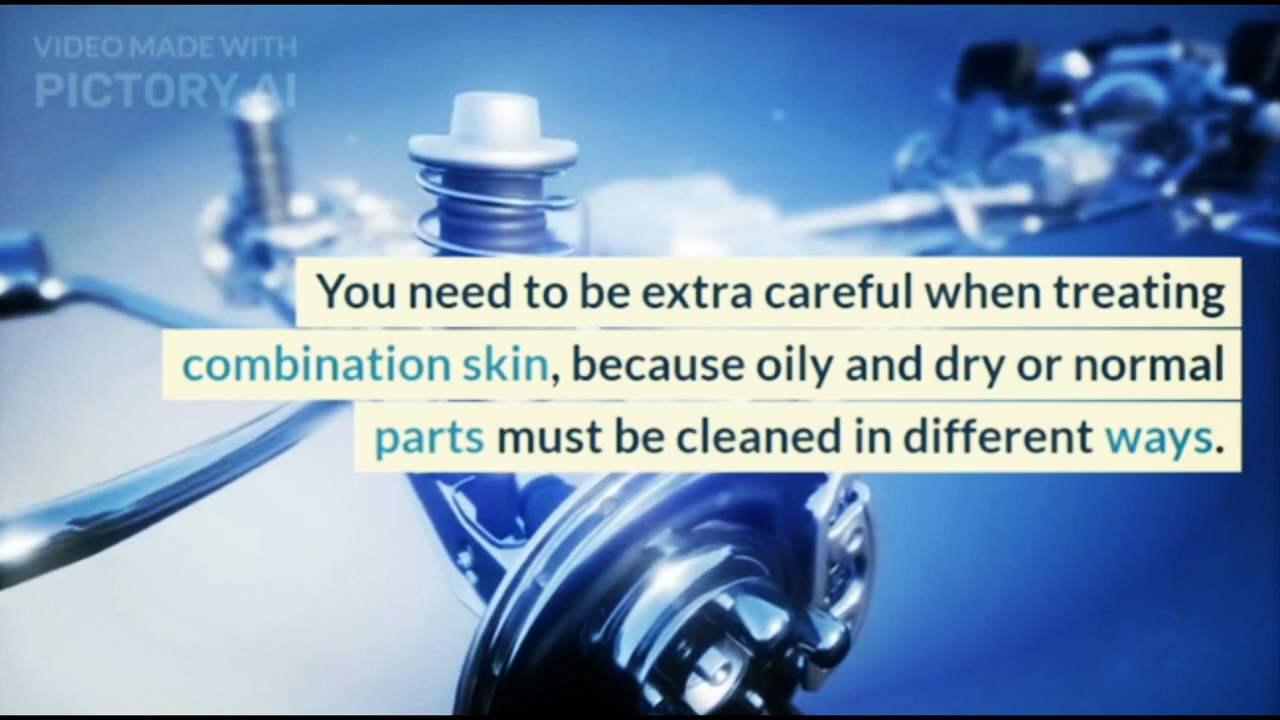 VIDEO MADE WITH
PICTORY.AI
You need to be extra careful when treating
combination skin, because oily and dry or normal
parts must be cleaned in different ways.